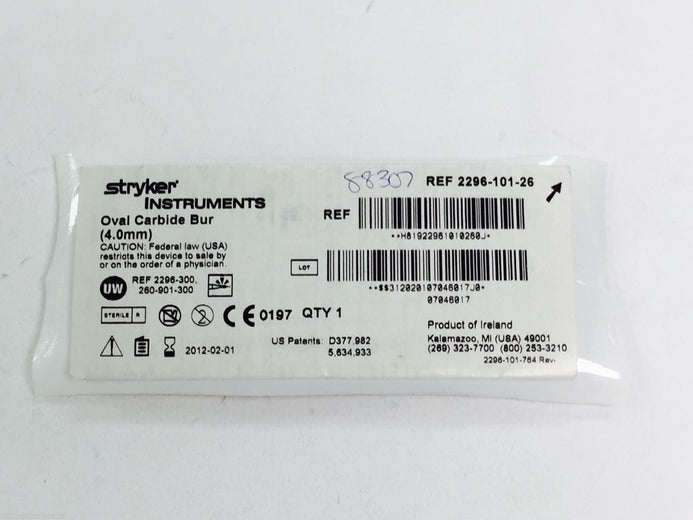 stryker
INSTRUMENTS
88307
REF 2296-101-26
Oval Carbide Bur
(4.0mm)
CAUTION: Federal law (USA)
restricts this device to sale by
or on the order of a physician.
REF
UW
REF 2296-300,
260-901-300
LOT
07046017
STERILE R
2
CE 0197 QTY 1
2012-02-01
US Patents: D377,982
5,634,933
Product of Ireland
Kalamazoo, MI (USA) 49001
(269) 323-7700 (800) 253-3210
2296-101-764 Rev-